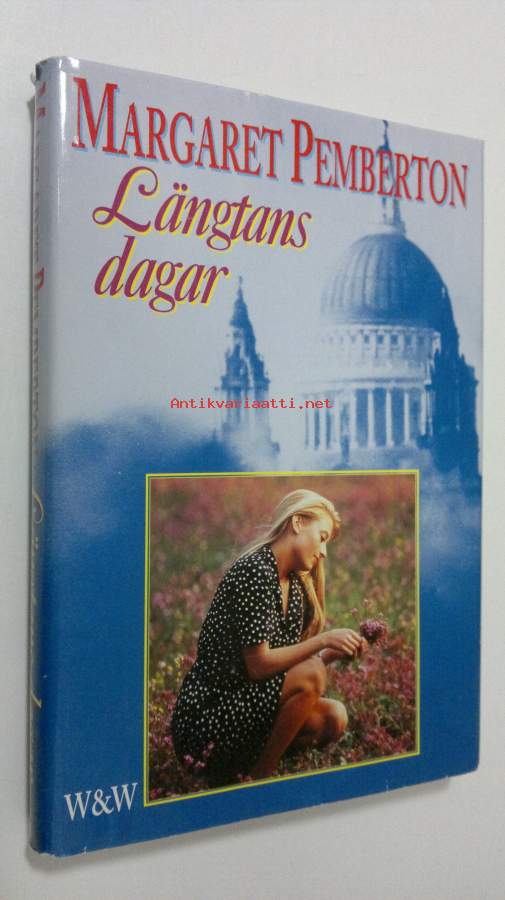 MARGARET PEMBERTON
Längtans
dagar
Antikvariaatti.net
W&W